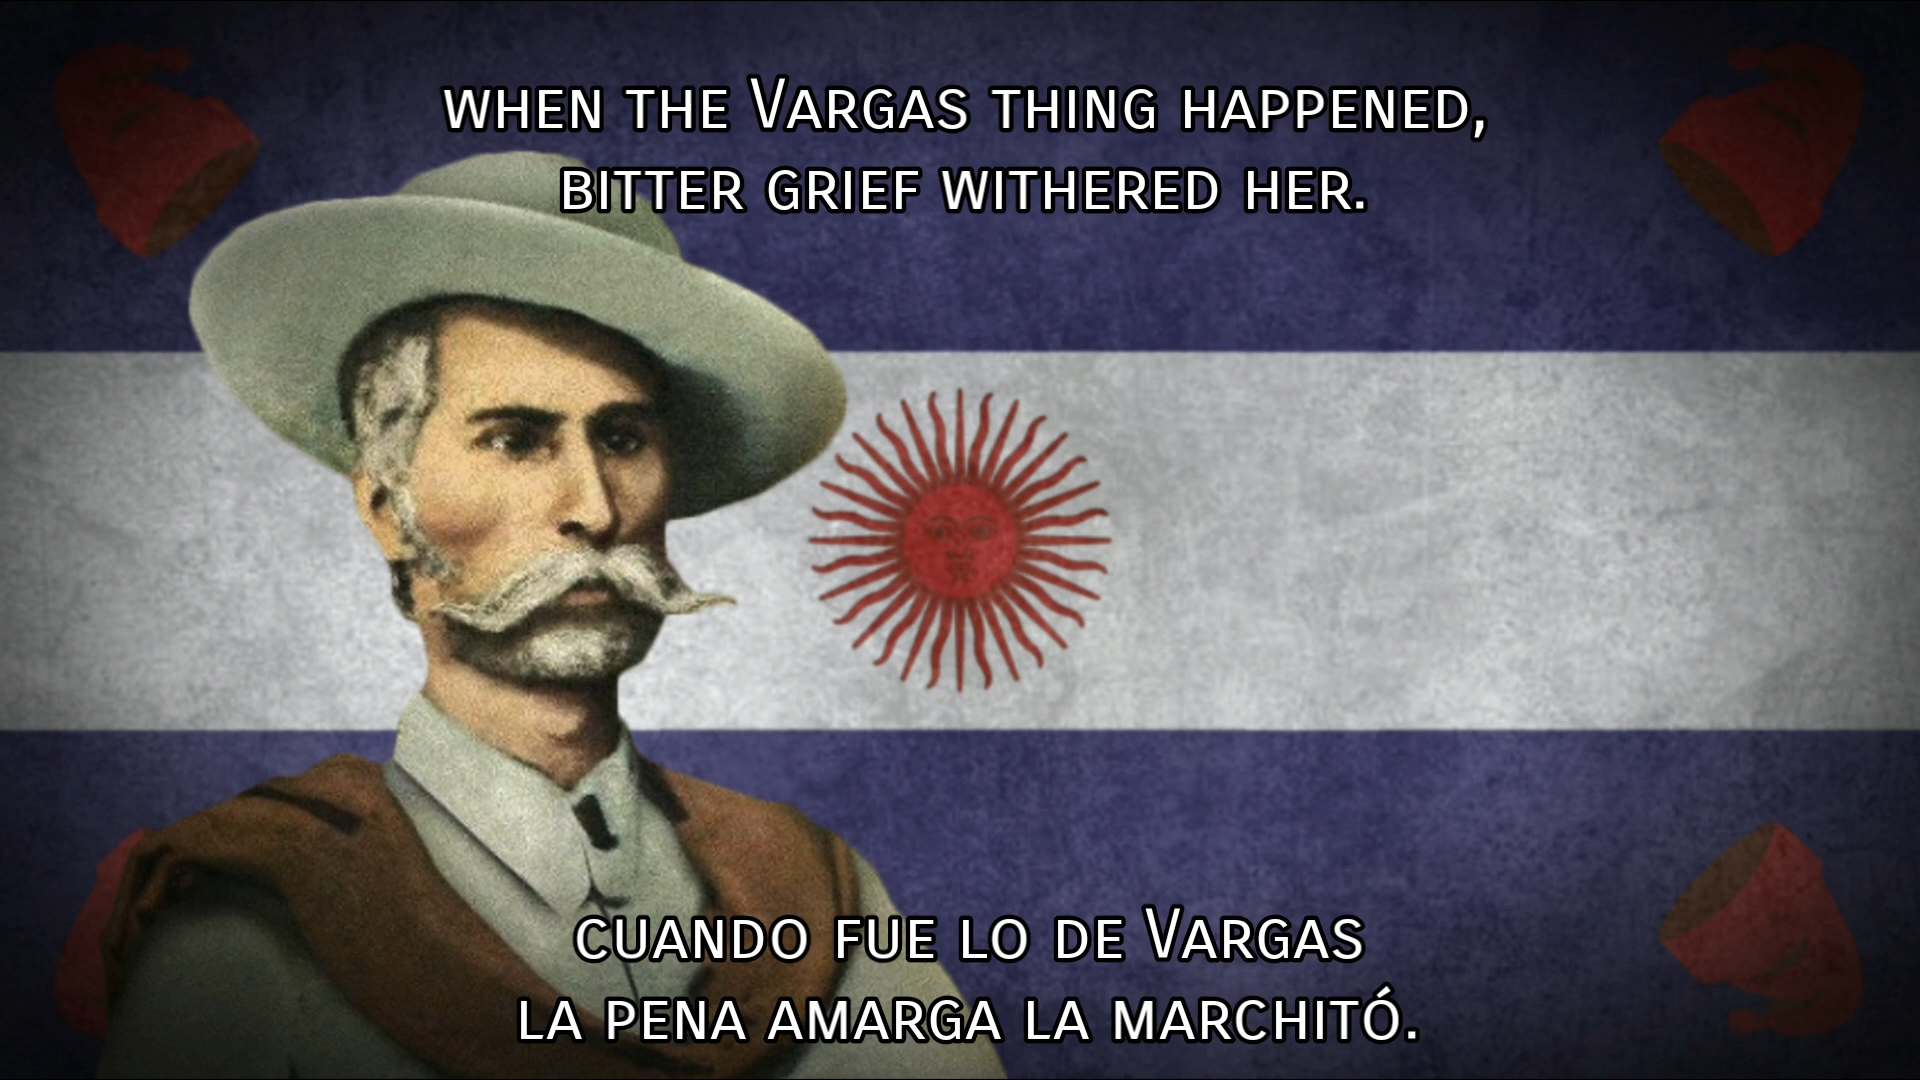 WHEN THE VARGAS THING HAPPENED,
BITTER GRIEF WITHERED HER.
CUANDO FUE LO DE VARGAS
LA PENA AMARGA LA MARCHITÓ.